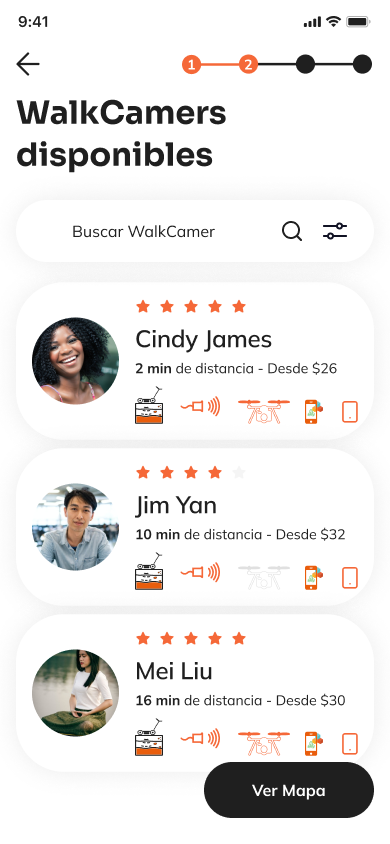 9:41
1 2
WalkCamers
disponibles
Buscar WalkCamer
Cindy James
2 min de distancia - Desde $26
Jim Yan
10 min de distancia - Desde $32
Mei Liu
16 min de distancia - Desde $30
Ver Mapa